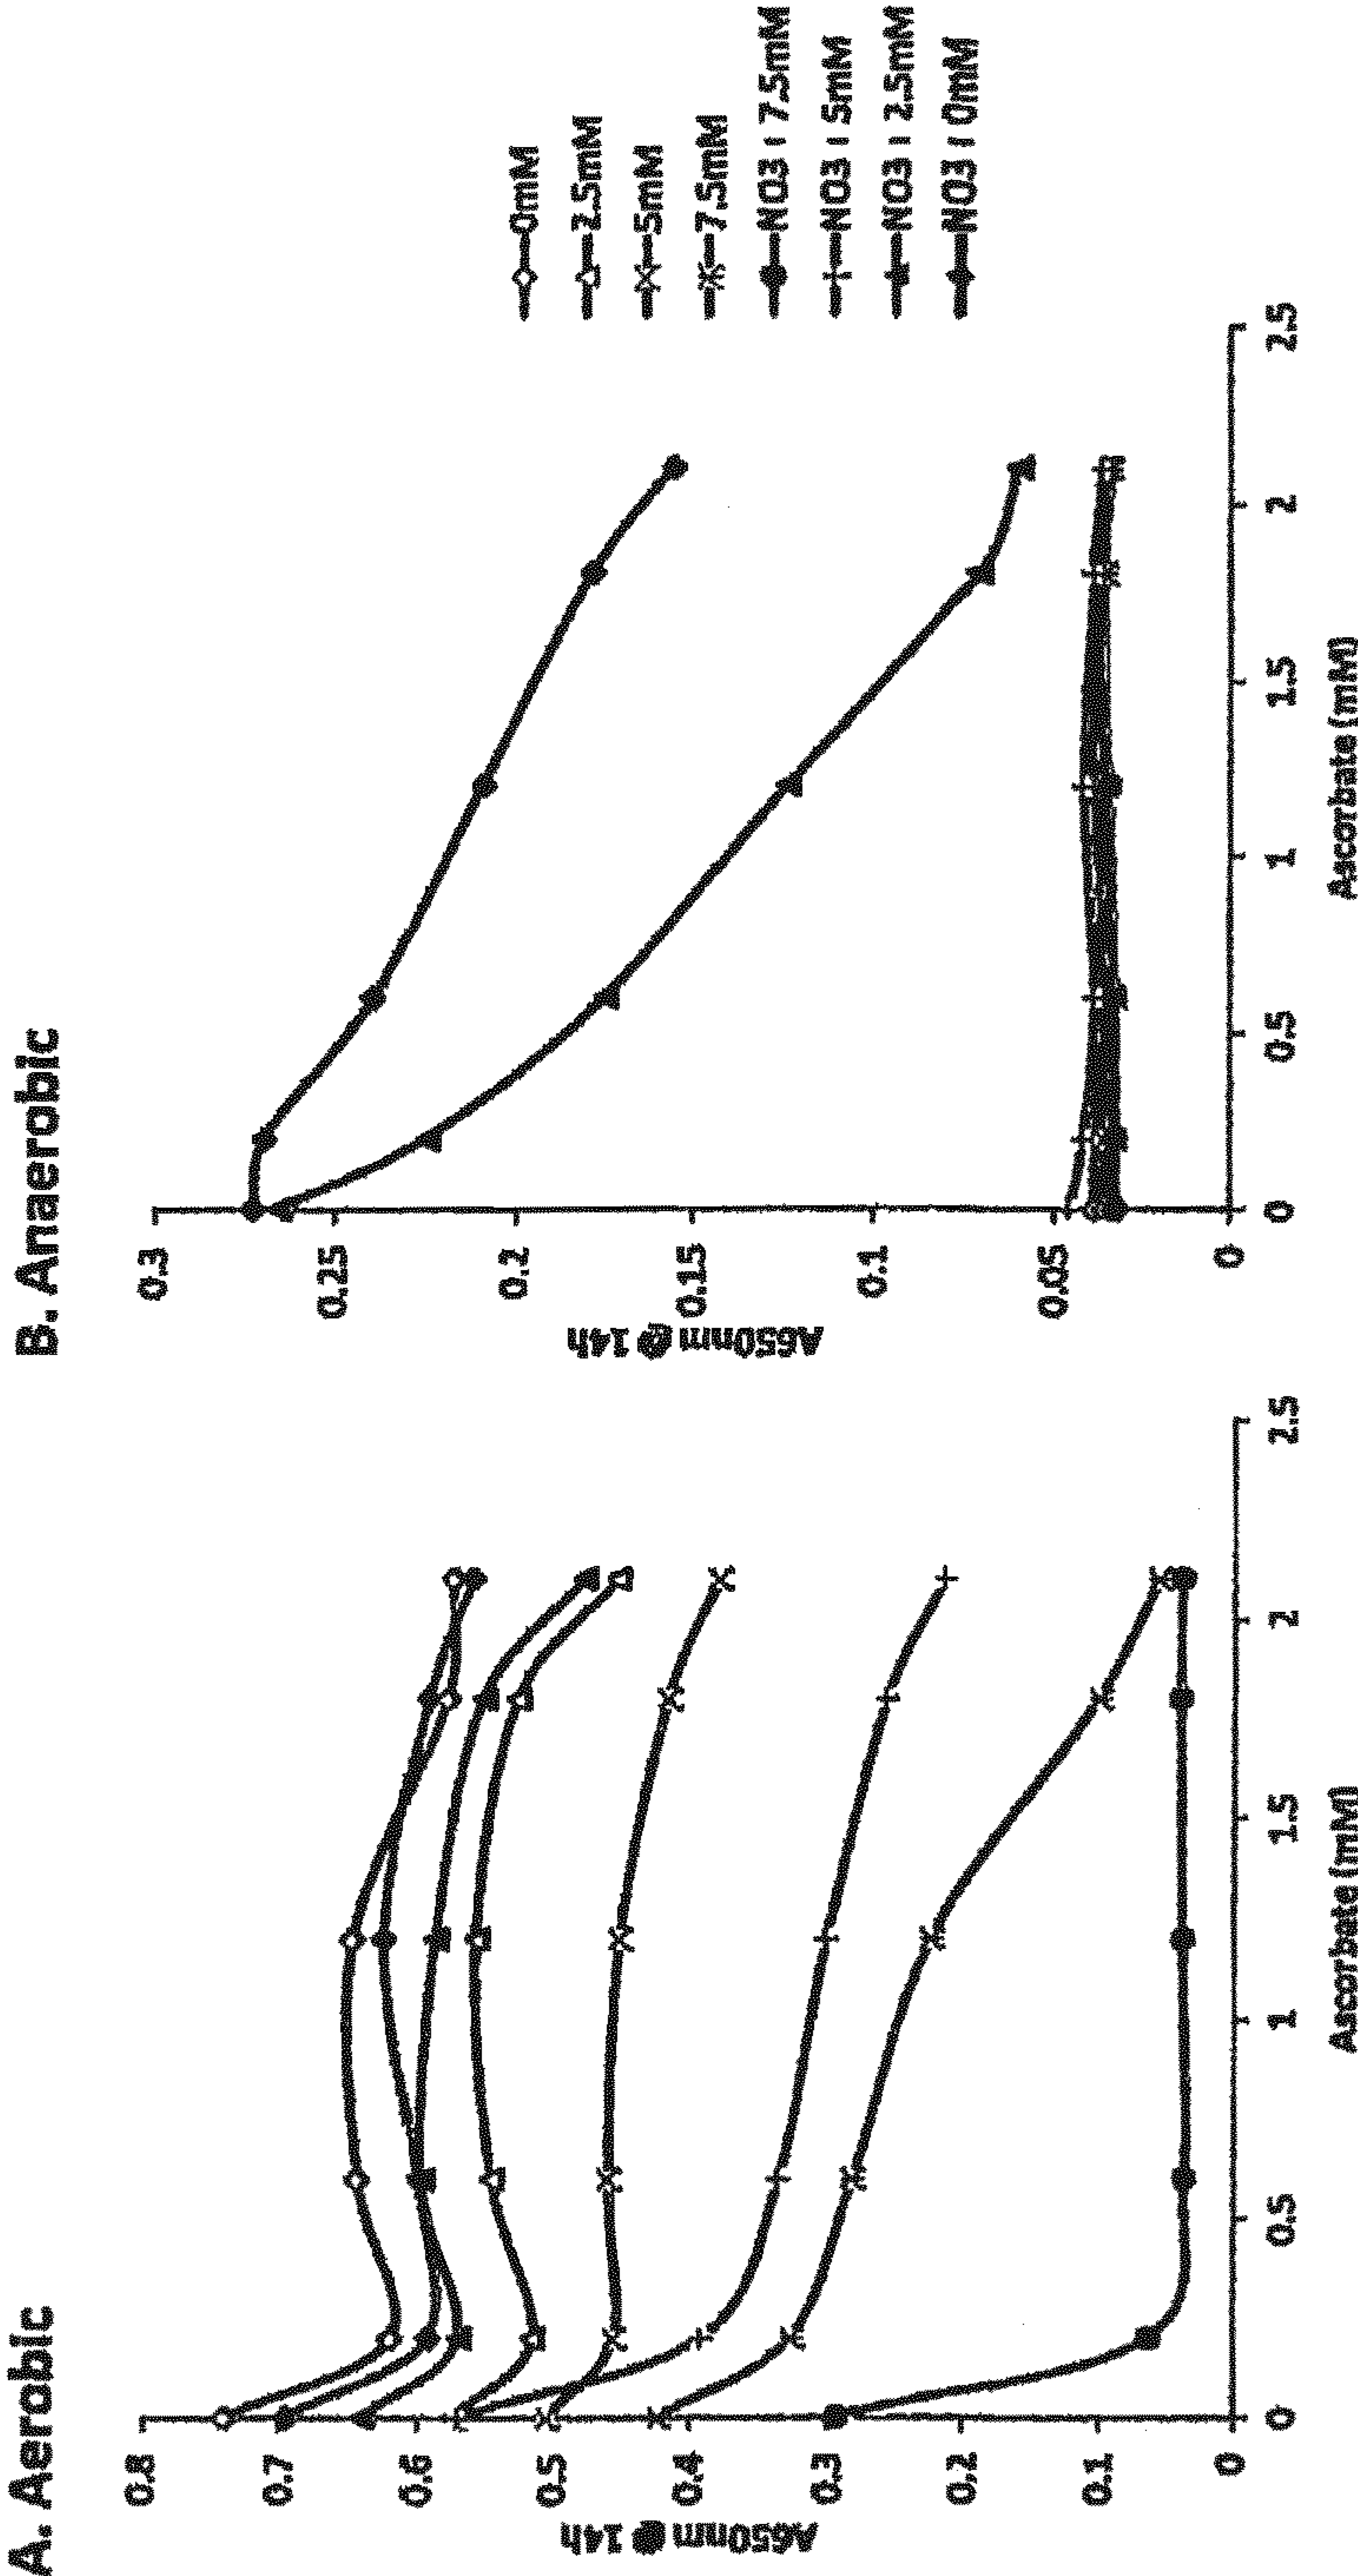 A. Aerobic
A650nm @ 14h
0.8
0.7
0.6
0.5
0.4
0.3
0.2
0.1
0
0
0.5
1
1.5
2
2.5
Ascorbate (mM)
B. Anaerobic
A650nm @ 14h
0.3
0.25
0.2
0.15
0.1
0.05
0
0
0.5
1
1.5
2
2.5
Ascorbate (mM)
0mM
2.5mM
5mM
7.5mM
NO3 : 7.5mM
NO3 : 5mM
NO3 : 2.5mM
NO3 : 0mM